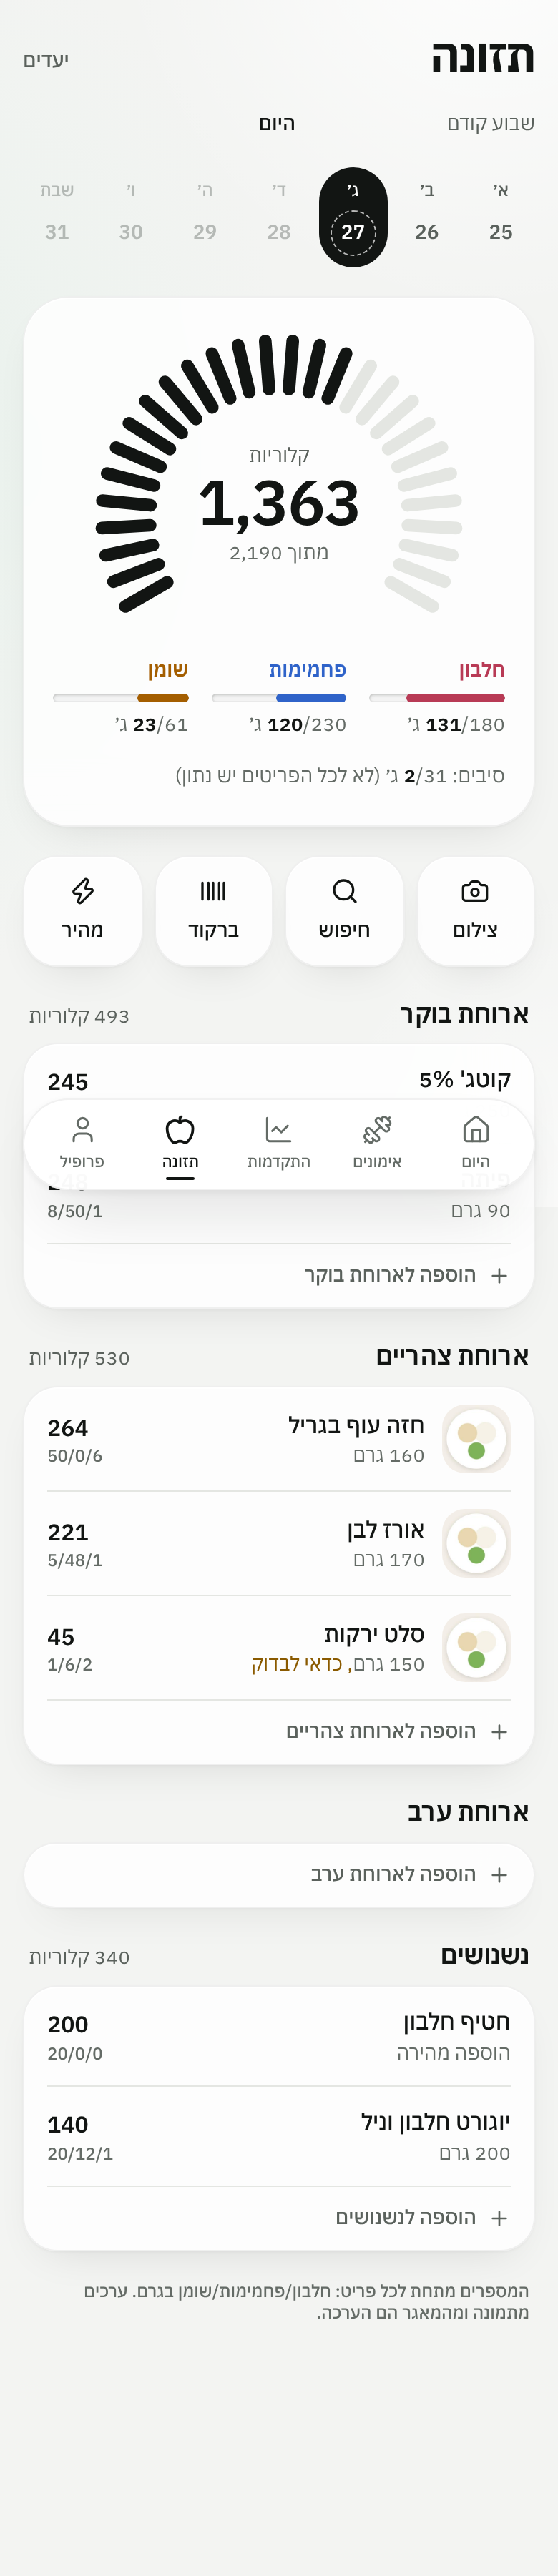 תזונה
יעדים
שבוע קודם
היום
א׳ ב׳ ג׳ ד׳ ה׳ ו׳ שבת
25 26 27 28 29 30 31
קלוריות
1,363
מתוך 2,190
חלבון פחמימות שומן
131/180 ג׳ 120/230 ג׳ 23/61 ג׳
סיבים: 2/31 ג׳ (לא לכל הפריטים יש נתון)
צילום חיפוש ברקוד מהיר
ארוחת בוקר
493 קלוריות
קוטג' 5%
245
היום אימונים התקדמות תזונה פרופיל
90 גרם
8/50/1
הוספה לארוחת בוקר
ארוחת צהריים
530 קלוריות
חזה עוף בגריל
264
160 גרם
50/0/6
אורז לבן
221
170 גרם
5/48/1
סלט ירקות
45
150 גרם, כדאי לבדוק
1/6/2
הוספה לארוחת צהריים
ארוחת ערב
הוספה לארוחת ערב
נשנושים
340 קלוריות
חטיף חלבון
200
הוספה מהירה
20/0/0
יוגורט חלבון וניל
140
200 גרם
20/12/1
הוספה לנשנושים
המספרים מתחת לכל פריט: חלבון/פחמימות/שומן בגרם. ערכים
מתמונה ומהמאגר הם הערכה.